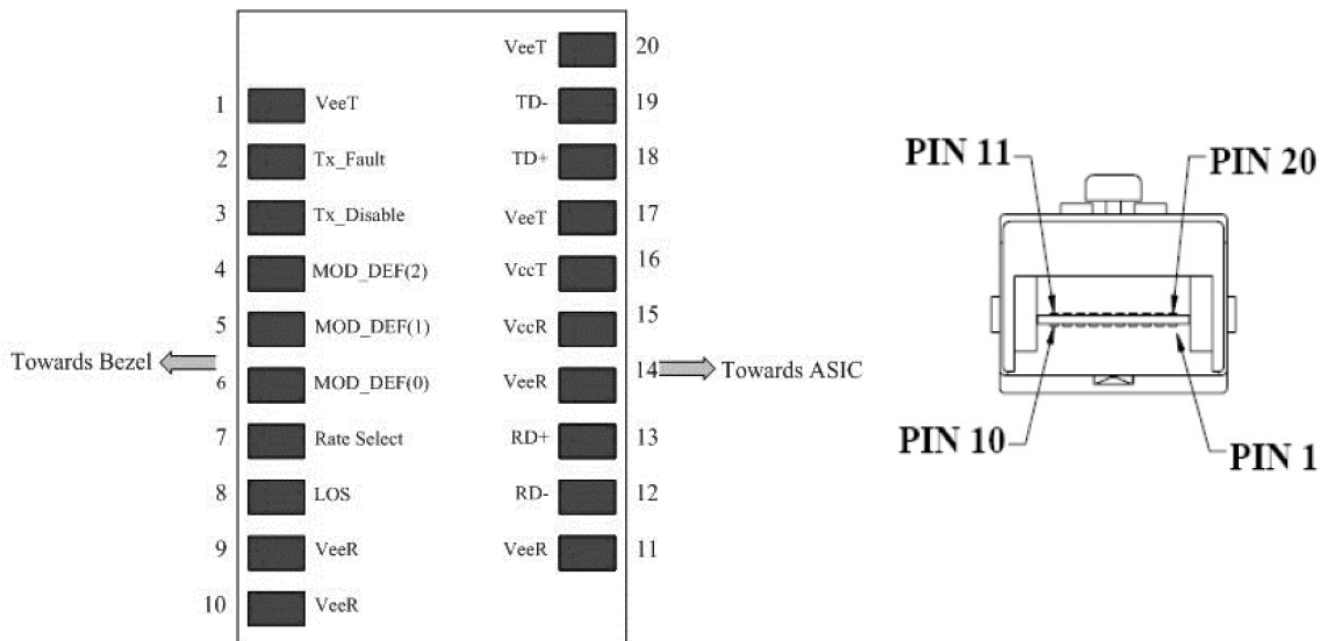 VeeT 20
1 VeeT TD- 19
2 Tx_Fault TD+ 18
3 Tx_Disable VeeT 17
4 MOD_DEF(2) VccT 16
5 MOD_DEF(1) VccR 15
Towards Bezel
6 MOD_DEF(0) VeeR 14
Towards ASIC
7 Rate Select RD+ 13
8 LOS RD- 12
9 VeeR VeeR 11
10 VeeR
PIN 11 PIN 20
PIN 10 PIN 1